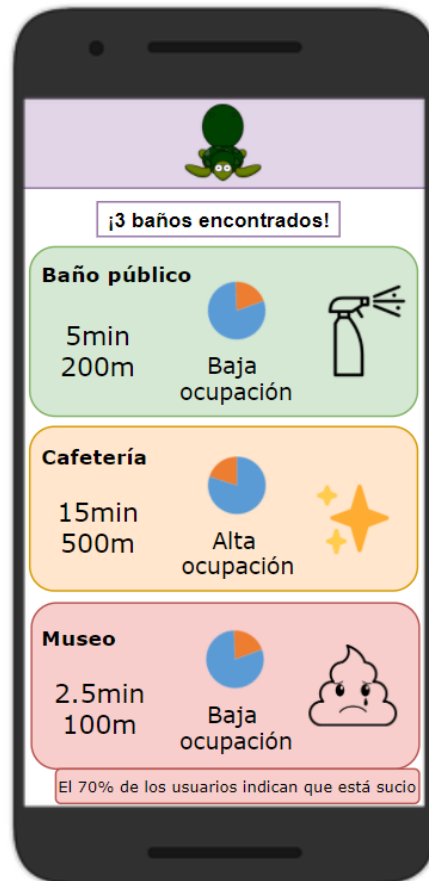 ¡3 baños encontrados!
Baño público
5min
200m
Baja
ocupación
Cafetería
15min
500m
Alta
ocupación
Museo
2.5min
100m
Baja
ocupación
El 70% de los usuarios indican que está sucio